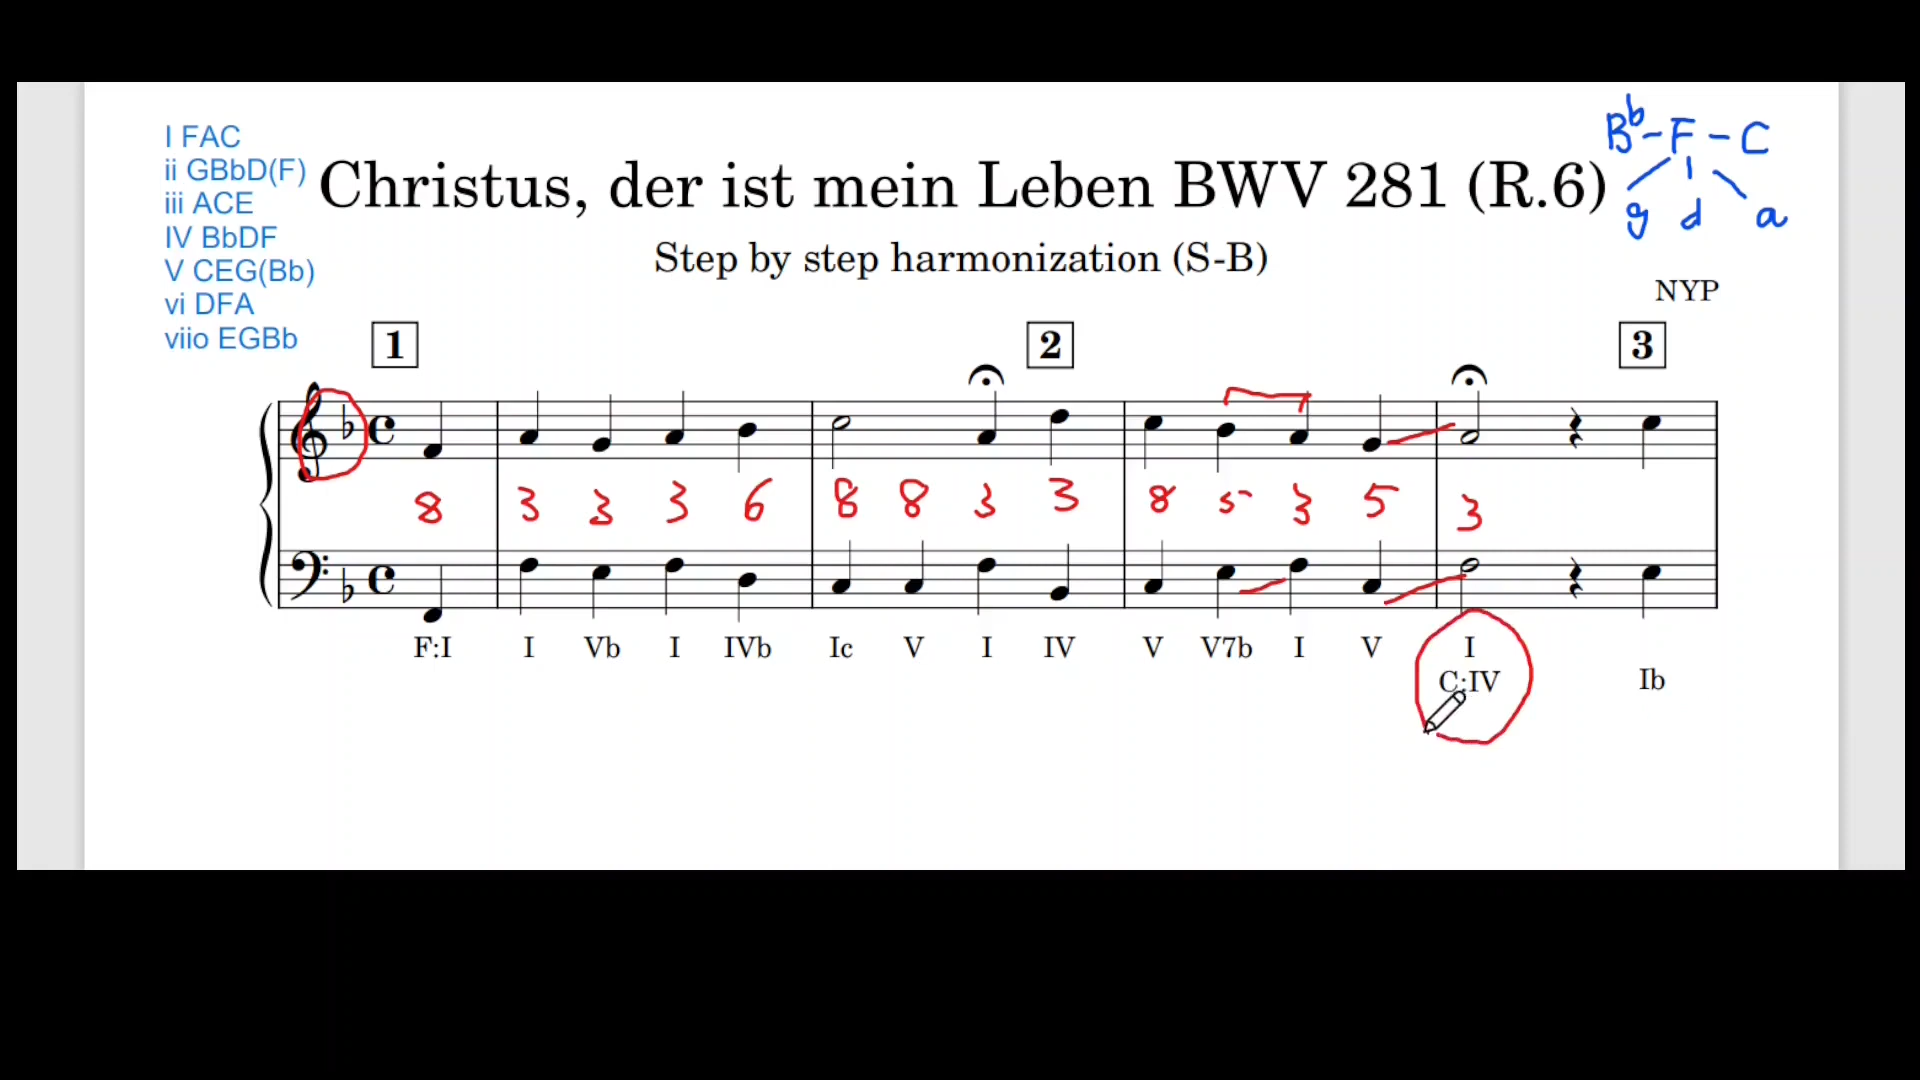 I FAC
ii GBbD(F)
iii ACE
IV BbDF
V CEG(Bb)
vi DFA
viio EGBb
Christus, der ist mein Leben BWV 281 (R.6)
Step by step harmonization (S-B)
Bb-F-C
g d a
NYP
1 2 3
8 3 3 3 6 8 8 3 3 8 5 3 5 3
F:I I Vb I IVb Ic V I IV V V7b I V I
C:IV Ib